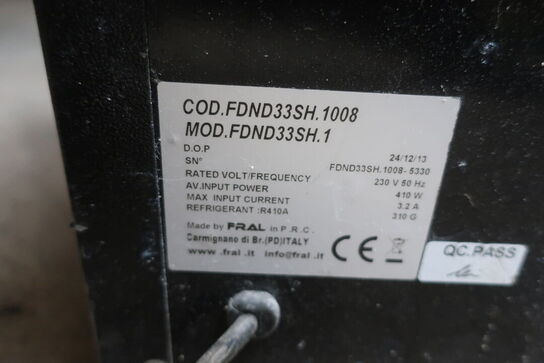 COD.FDND33SH.1008
MOD.FDND33SH.1
D.O.P 24/12/13
SN° FDND33SH.1008- 5330
RATED VOLT/FREQUENCY 230 V 50 Hz
AV.INPUT POWER 410 W
MAX INPUT CURRENT 3.2 A
REFRIGERANT :R410A 310 G
Made by FRAL in P.R.C.
Carmignano di Br.(PD)ITALY
www .fral .it info@fral .it
CE
QC.PASS